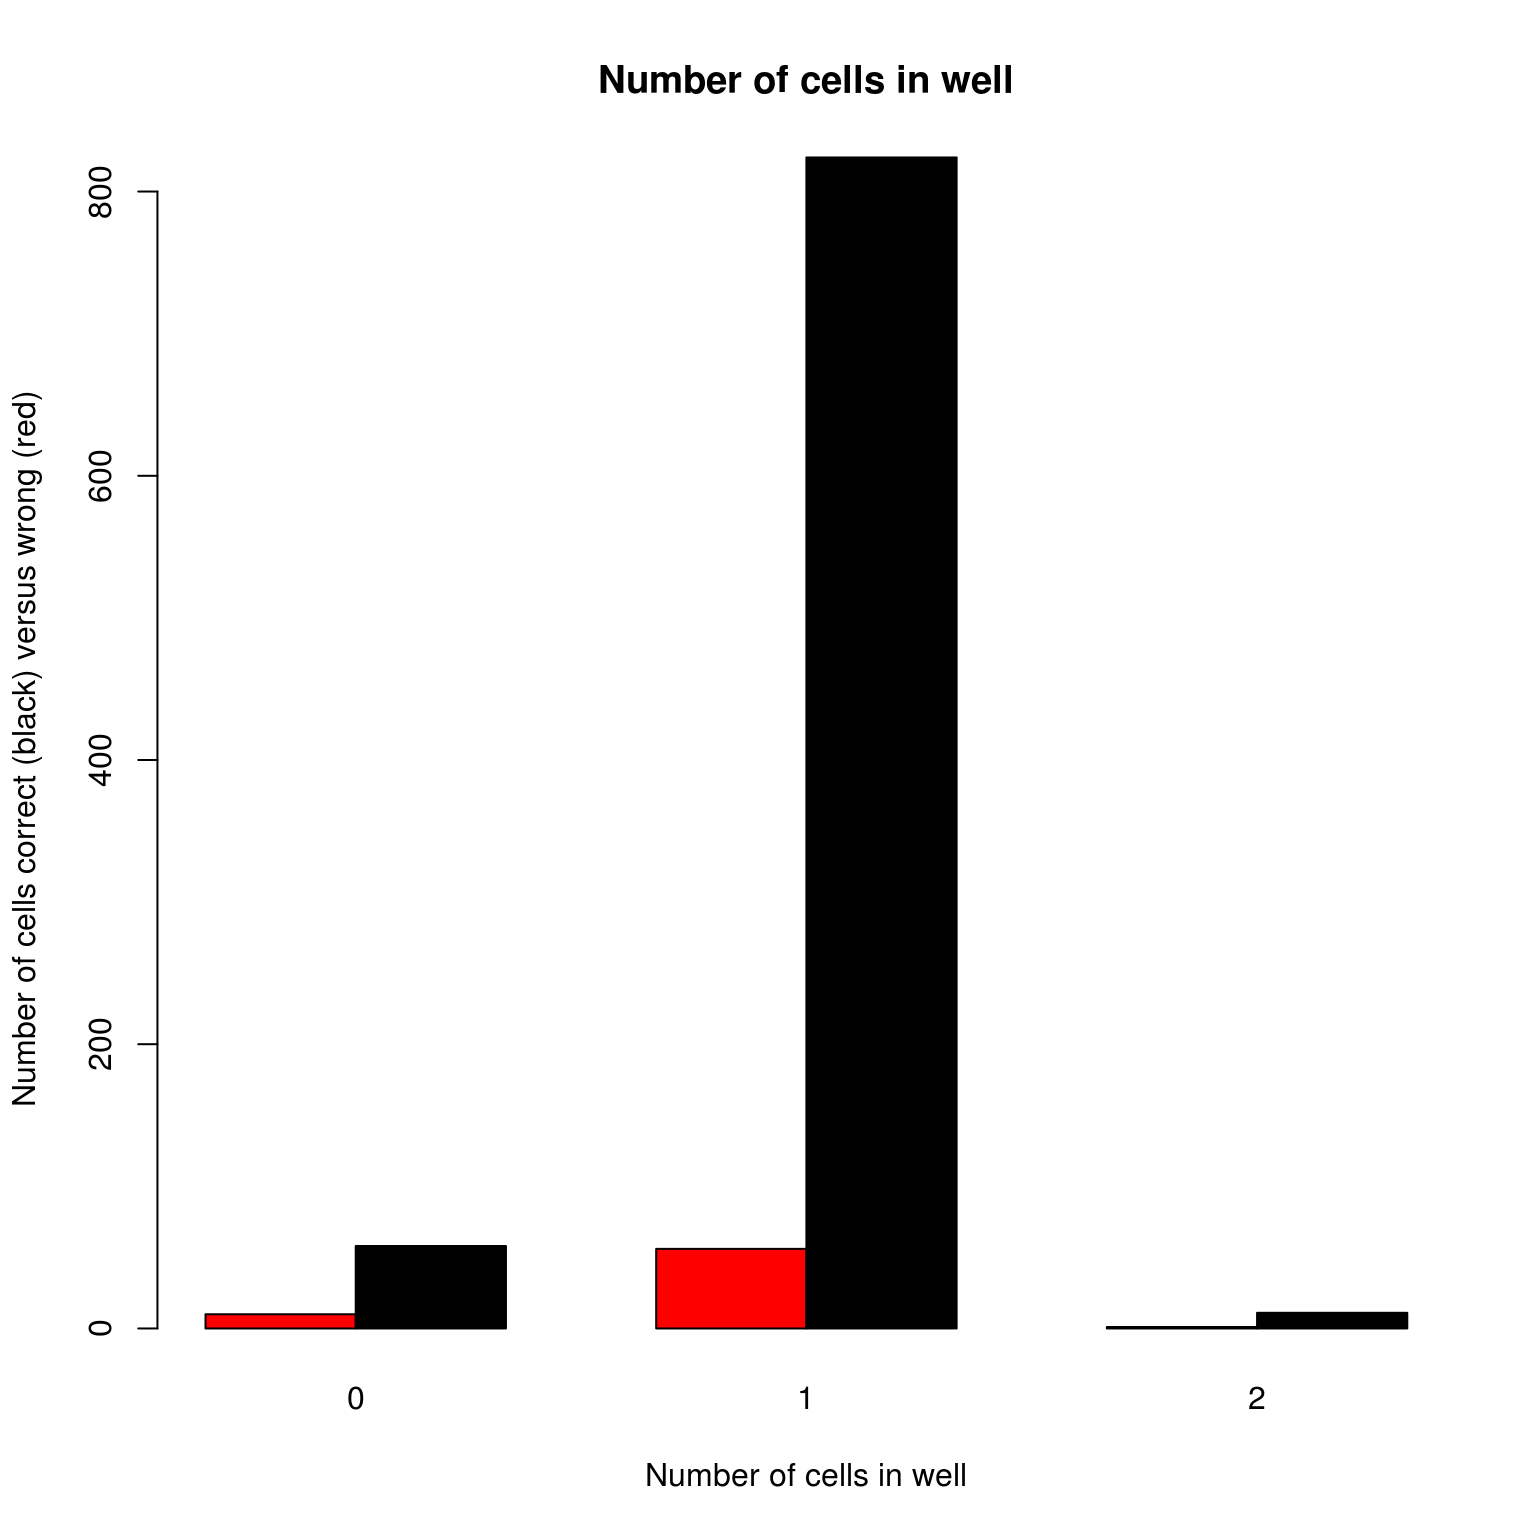 Number of cells in well
Number of cells correct (black) versus wrong (red)
800
600
400
200
0
0 1 2
Number of cells in well